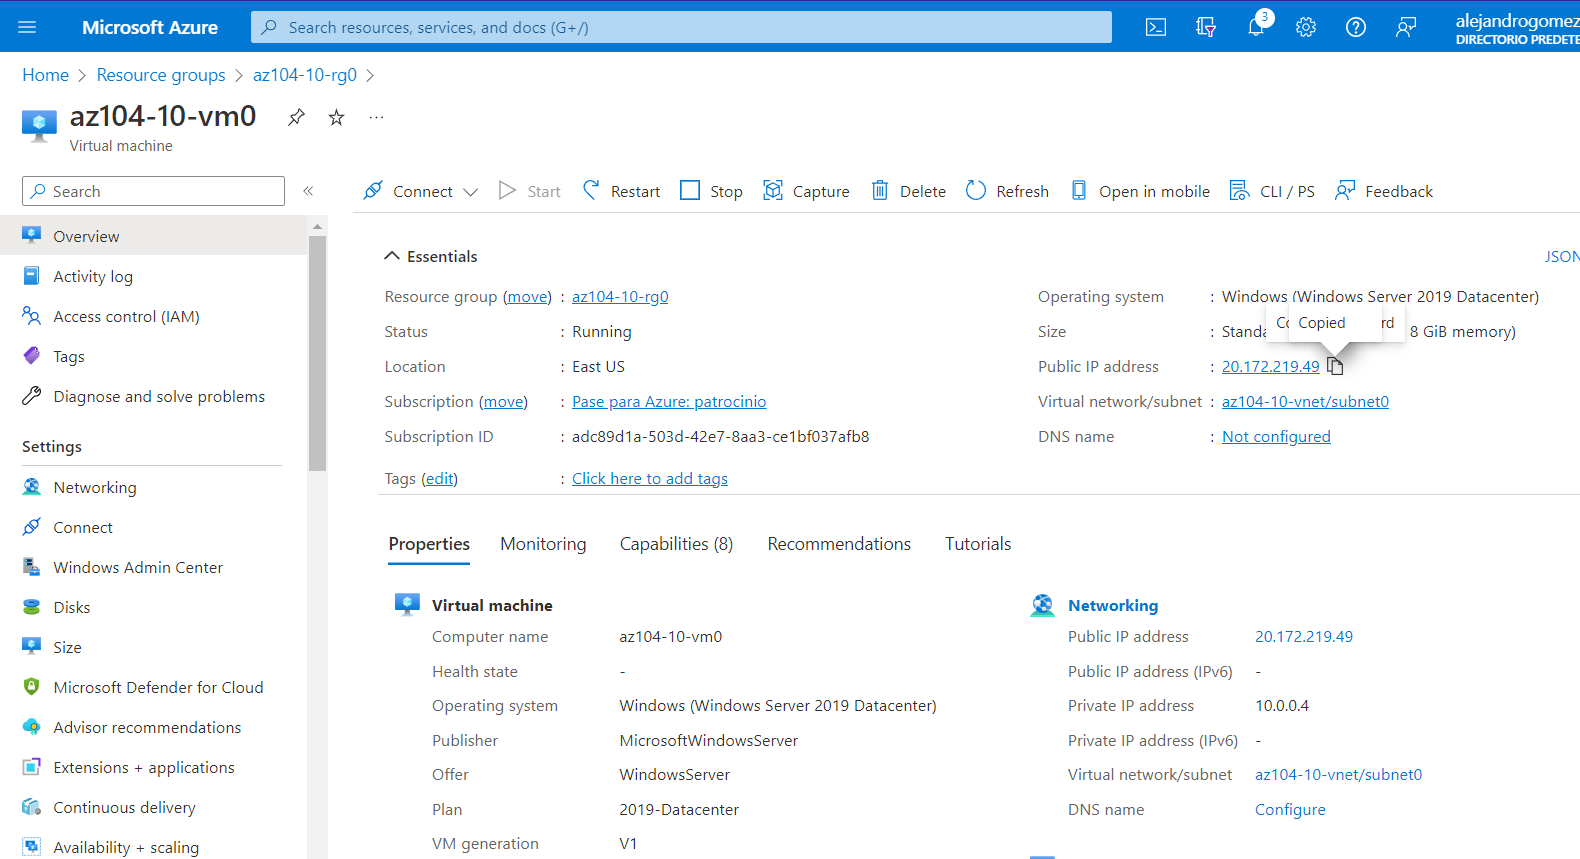 Microsoft Azure
Search resources, services, and docs (G+/)
3
alejandrogomez
DIRECTORIO PREDETE
Home > Resource groups > az104-10-rg0 >
az104-10-vm0
...
Virtual machine
Search
«
Connect
Start
Restart
Stop
Capture
Delete
Refresh
Open in mobile
CLI / PS
Feedback
Overview
Activity log
Access control (IAM)
Tags
Diagnose and solve problems
Settings
Networking
Connect
Windows Admin Center
Disks
Size
Microsoft Defender for Cloud
Advisor recommendations
Extensions + applications
Continuous delivery
Availability + scaling
Essentials
JSON
Resource group (move) : az104-10-rg0
Status : Running
Location : East US
Subscription (move) : Pase para Azure: patrocinio
Subscription ID : adc89d1a-503d-42e7-8aa3-ce1bf037afb8
Tags (edit) : Click here to add tags
Operating system : Windows (Windows Server 2019 Datacenter)
Size : Standa 8 GiB memory)
Co Copied rd
Public IP address : 20.172.219.49
Virtual network/subnet : az104-10-vnet/subnet0
DNS name : Not configured
Properties
Monitoring
Capabilities (8)
Recommendations
Tutorials
Virtual machine
Computer name az104-10-vm0
Health state -
Operating system Windows (Windows Server 2019 Datacenter)
Publisher MicrosoftWindowsServer
Offer WindowsServer
Plan 2019-Datacenter
VM generation V1
Networking
Public IP address 20.172.219.49
Public IP address (IPv6) -
Private IP address 10.0.0.4
Private IP address (IPv6) -
Virtual network/subnet az104-10-vnet/subnet0
DNS name Configure